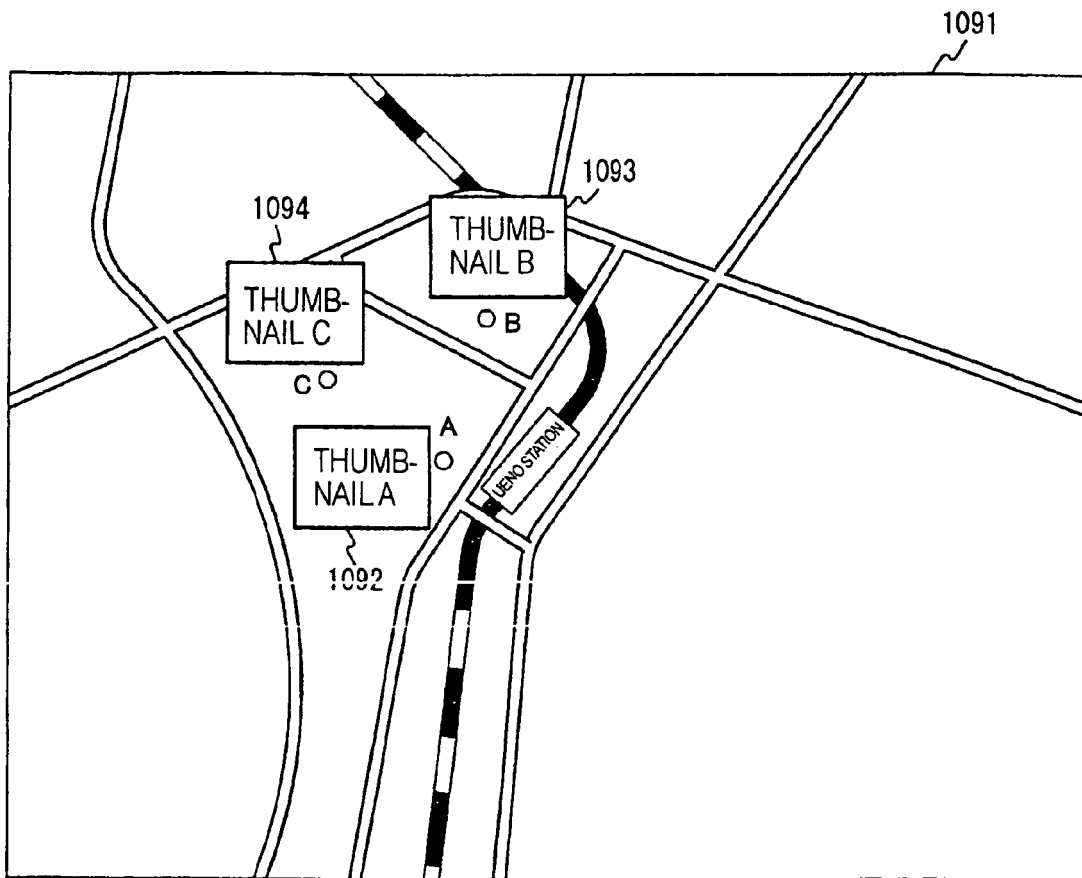 1091
1093
THUMB-
NAIL B
1094
THUMB-
NAIL C
B
C
A
THUMB-
NAIL A
UENO STATION
1092